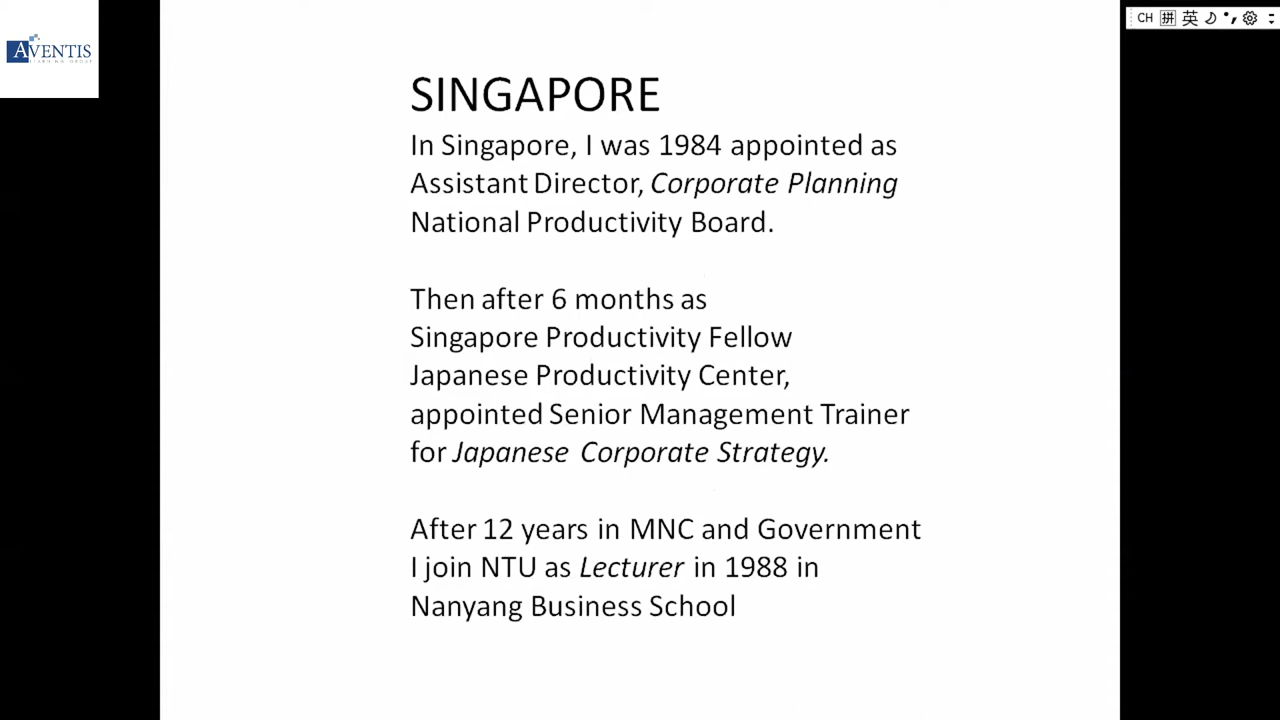 AVENTIS
LEARNING GROUP
CH 拼 英
SINGAPORE
In Singapore, I was 1984 appointed as
Assistant Director, Corporate Planning
National Productivity Board.
Then after 6 months as
Singapore Productivity Fellow
Japanese Productivity Center,
appointed Senior Management Trainer
for Japanese Corporate Strategy.
After 12 years in MNC and Government
I join NTU as Lecturer in 1988 in
Nanyang Business School